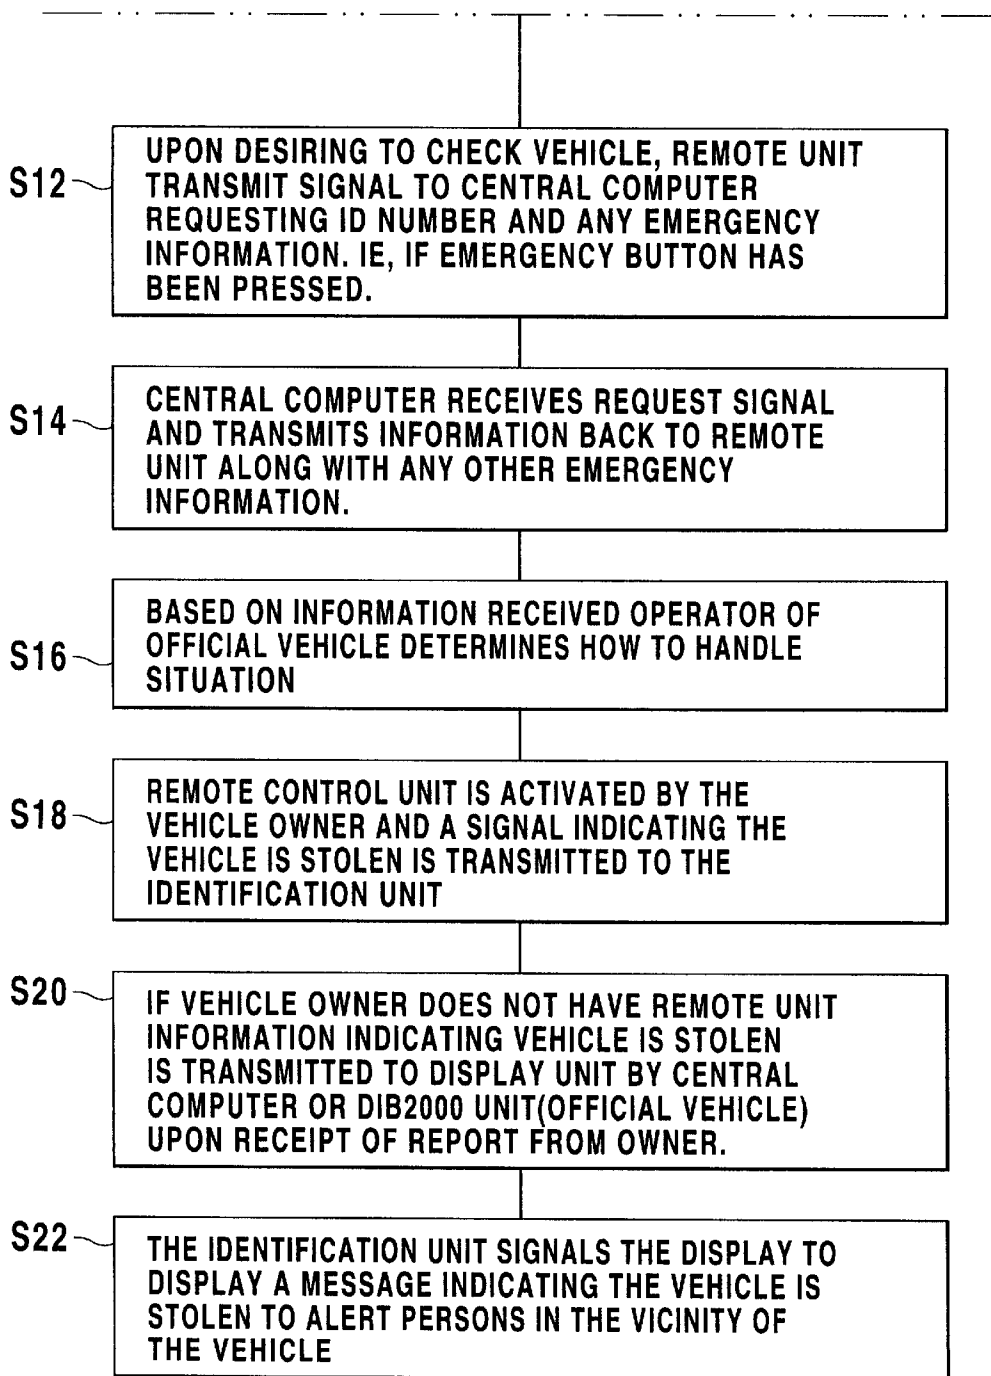 S12
UPON DESIRING TO CHECK VEHICLE, REMOTE UNIT
TRANSMIT SIGNAL TO CENTRAL COMPUTER
REQUESTING ID NUMBER AND ANY EMERGENCY
INFORMATION. IE, IF EMERGENCY BUTTON HAS
BEEN PRESSED.
S14
CENTRAL COMPUTER RECEIVES REQUEST SIGNAL
AND TRANSMITS INFORMATION BACK TO REMOTE
UNIT ALONG WITH ANY OTHER EMERGENCY
INFORMATION.
S16
BASED ON INFORMATION RECEIVED OPERATOR OF
OFFICIAL VEHICLE DETERMINES HOW TO HANDLE
SITUATION
S18
REMOTE CONTROL UNIT IS ACTIVATED BY THE
VEHICLE OWNER AND A SIGNAL INDICATING THE
VEHICLE IS STOLEN IS TRANSMITTED TO THE
IDENTIFICATION UNIT
S20
IF VEHICLE OWNER DOES NOT HAVE REMOTE UNIT
INFORMATION INDICATING VEHICLE IS STOLEN
IS TRANSMITTED TO DISPLAY UNIT BY CENTRAL
COMPUTER OR DIB2000 UNIT(OFFICIAL VEHICLE)
UPON RECEIPT OF REPORT FROM OWNER.
S22
THE IDENTIFICATION UNIT SIGNALS THE DISPLAY TO
DISPLAY A MESSAGE INDICATING THE VEHICLE IS
STOLEN TO ALERT PERSONS IN THE VICINITY OF
THE VEHICLE